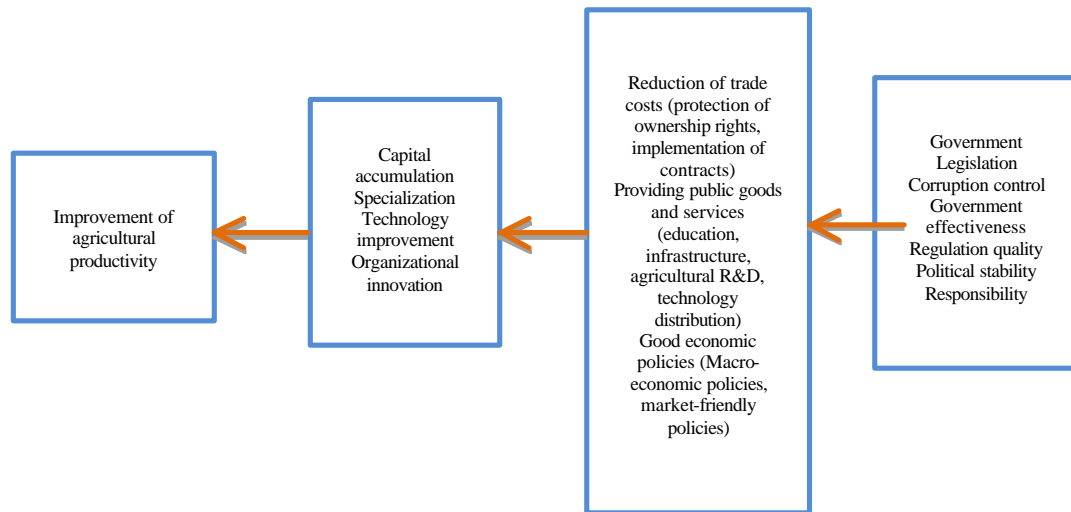 Improvement of
agricultural
productivity
Capital
accumulation
Specialization
Technology
improvement
Organizational
innovation
Reduction of trade
costs (protection of
ownership rights,
implementation of
contracts)
Providing public goods
and services
(education,
infrastructure,
agricultural R&D,
technology
distribution)
Good economic
policies (Macro-
economic policies,
market-friendly
policies)
Government
Legislation
Corruption control
Government
effectiveness
Regulation quality
Political stability
Responsibility